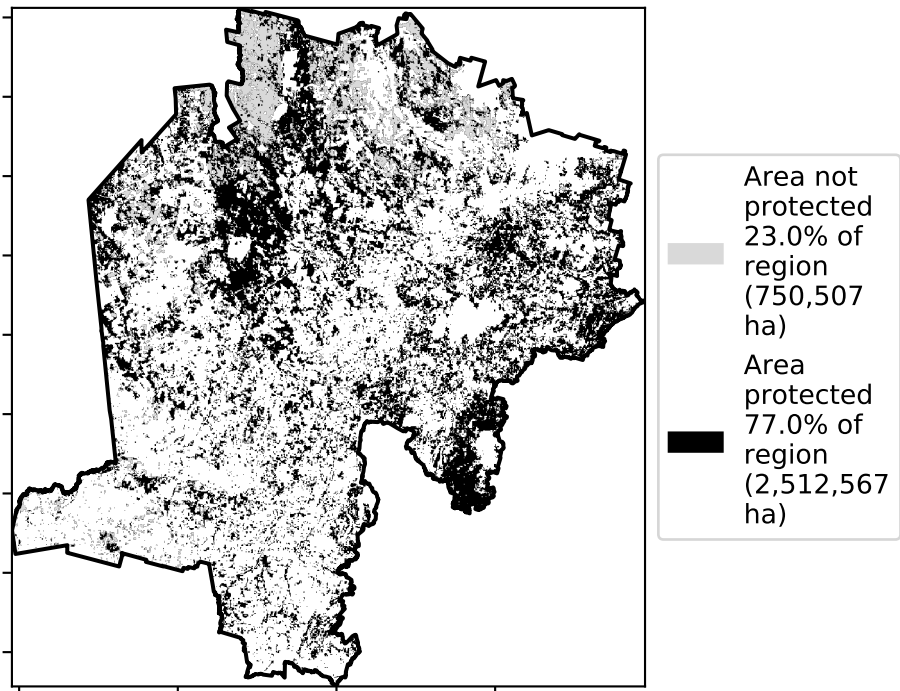 Area not
protected
23.0% of
region
(750,507
ha)
Area
protected
77.0% of
region
(2,512,567
ha)